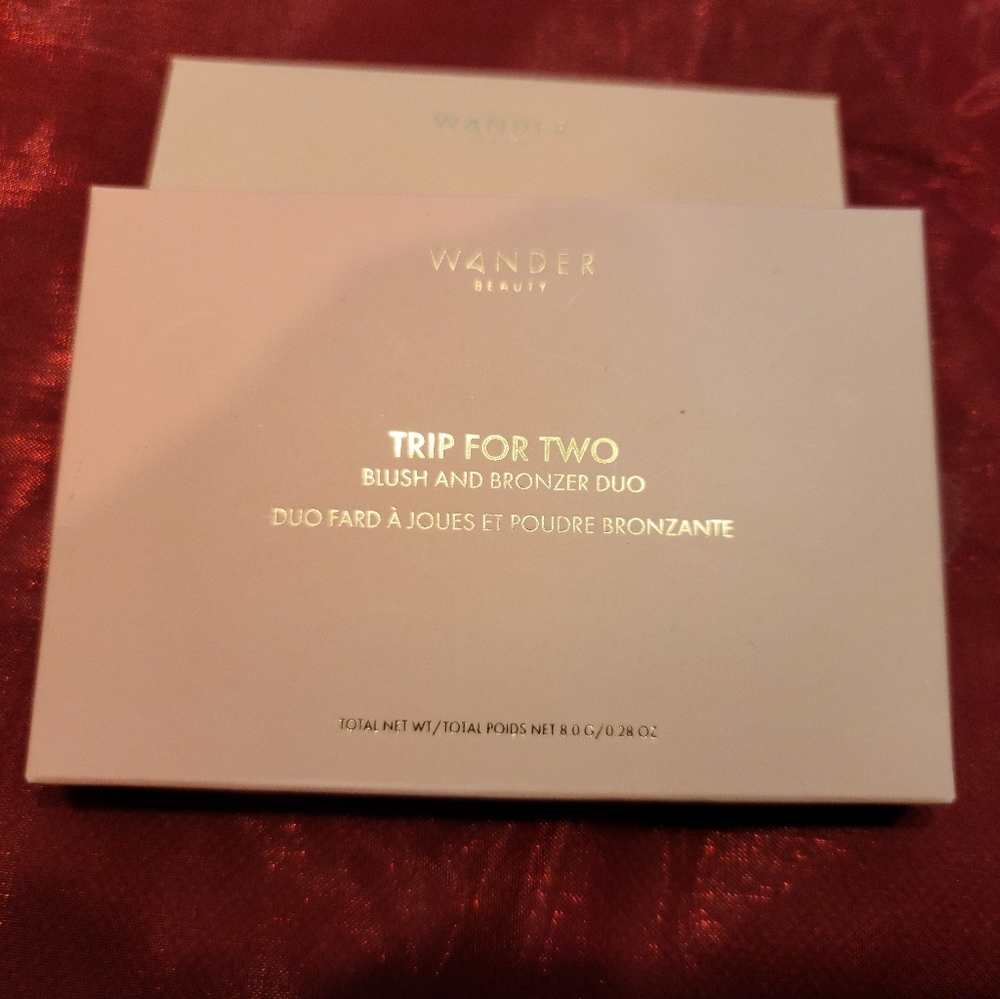 WANDER
WANDER
BEAUTY
TRIP FOR TWO
BLUSH AND BRONZER DUO
DUO FARD À JOUES ET POUDRE BRONZANTE
TOTAL NET WT/TOTAL POIDS NET 8.0 G/0.28 OZ